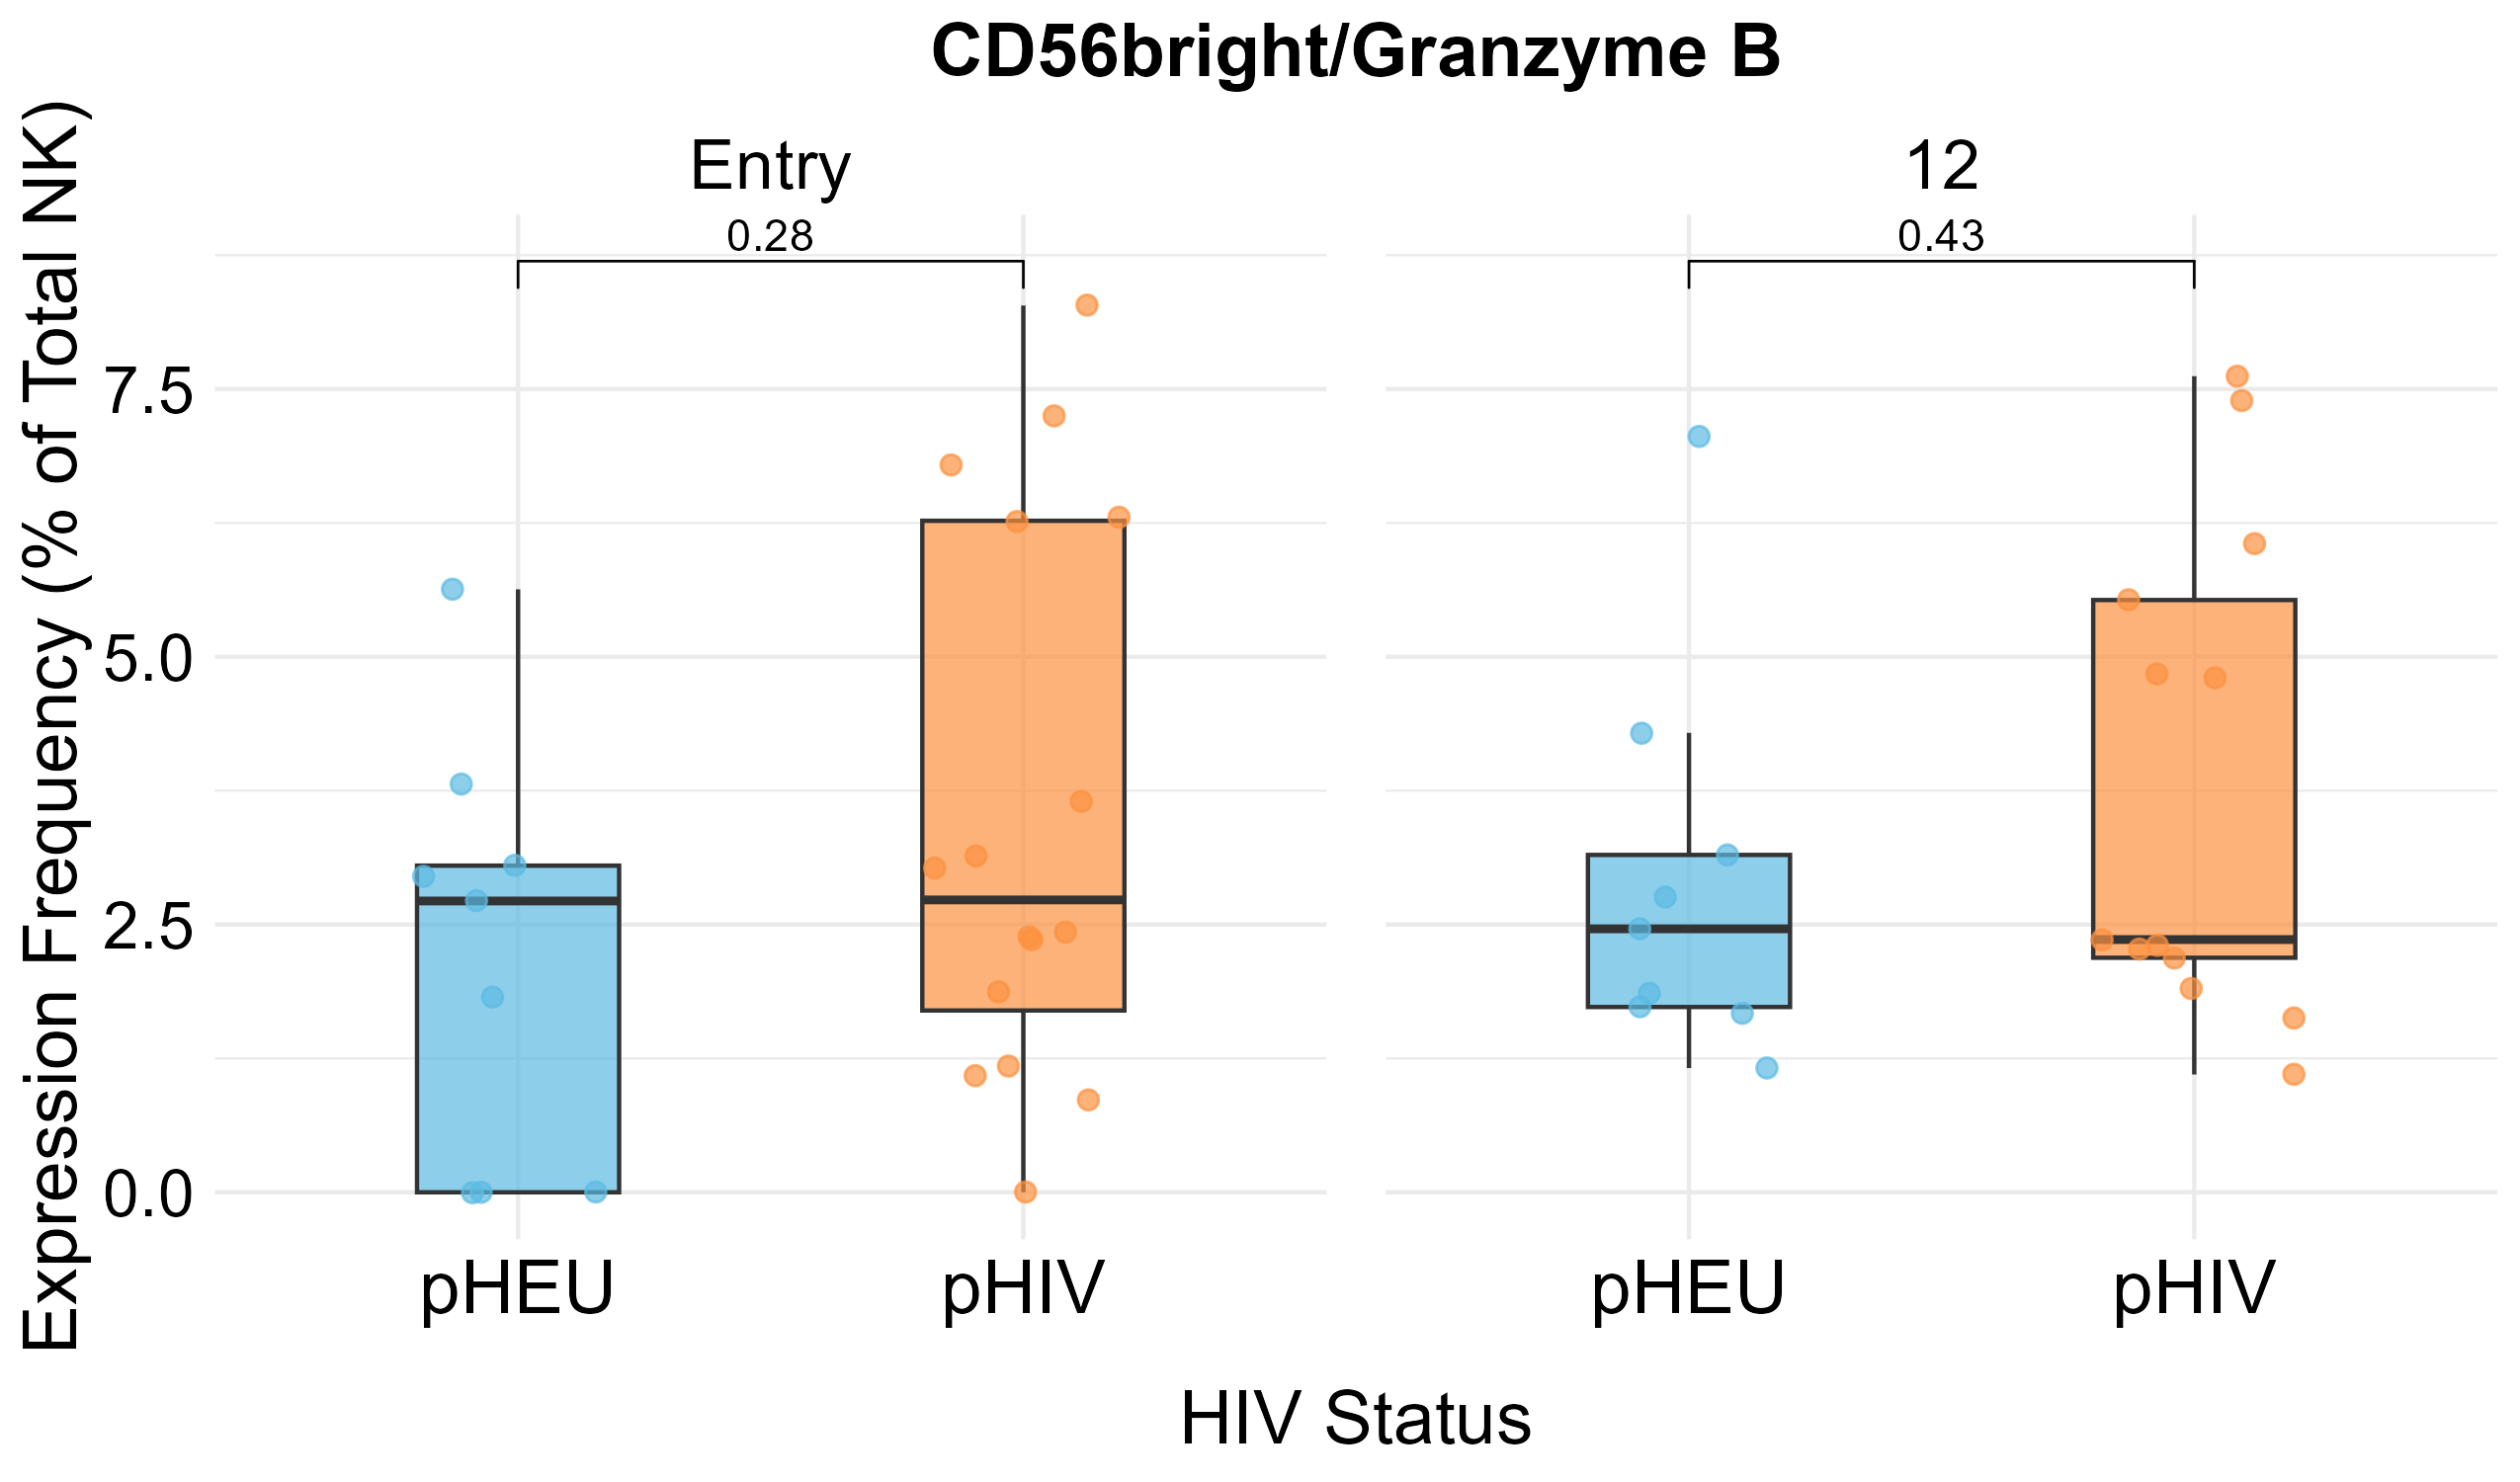 CD56bright/Granzyme B
Entry
12
0.28
0.43
Expression Frequency (% of Total NK)
7.5
5.0
2.5
0.0
pHEU
pHIV
pHEU
pHIV
HIV Status